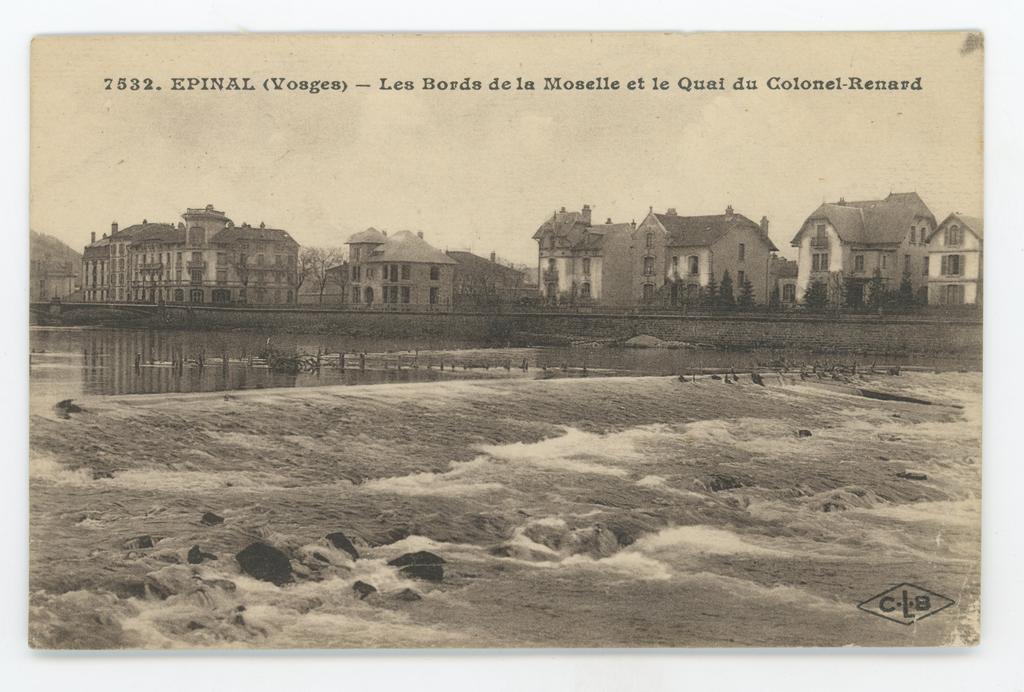 7532. EPINAL (Vosges) — Les Bords de la Moselle et le Quai du Colonel-Renard
C·L·B